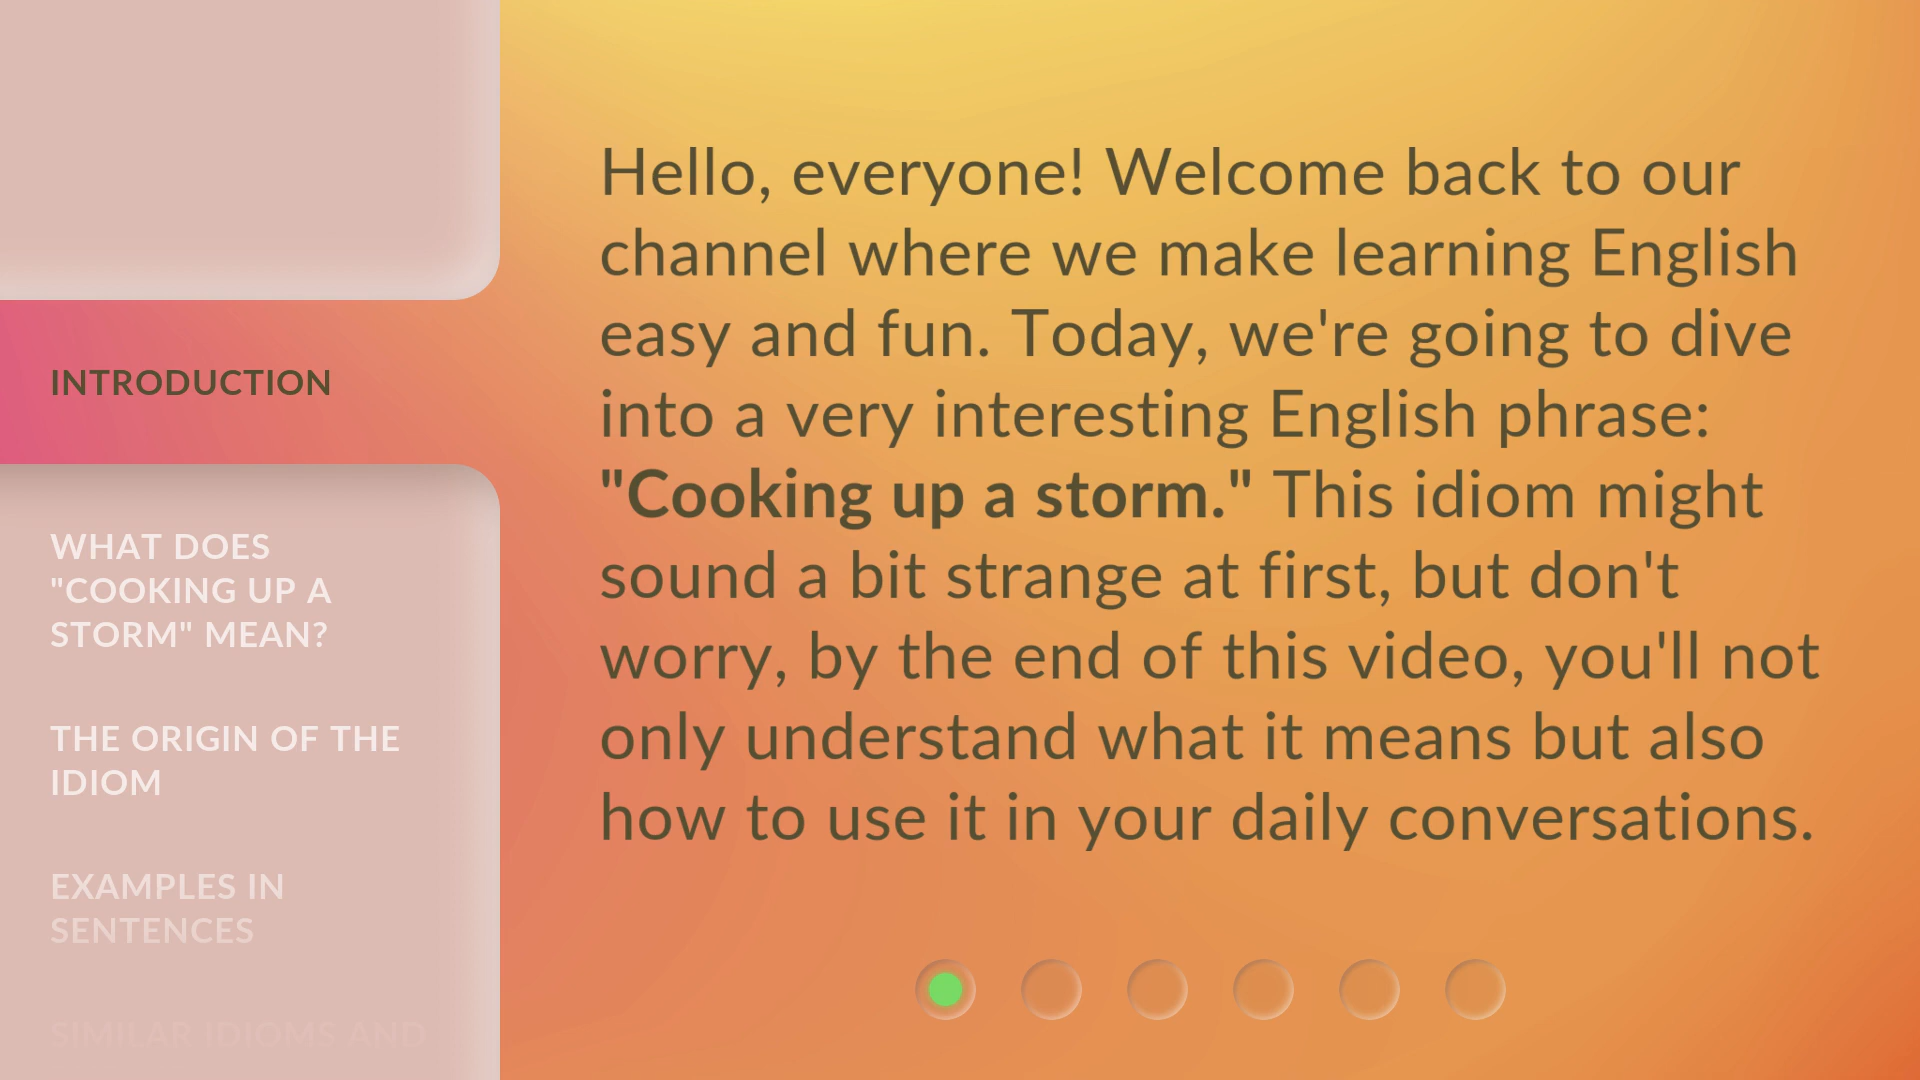 INTRODUCTION
WHAT DOES
"COOKING UP A
STORM" MEAN?
THE ORIGIN OF THE
IDIOM
EXAMPLES IN
SENTENCES
SIMILAR IDIOMS AND
Hello, everyone! Welcome back to our
channel where we make learning English
easy and fun. Today, we're going to dive
into a very interesting English phrase:
"Cooking up a storm." This idiom might
sound a bit strange at first, but don't
worry, by the end of this video, you'll not
only understand what it means but also
how to use it in your daily conversations.